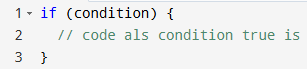 1 if (condition) {
2 // code als condition true is
3 }